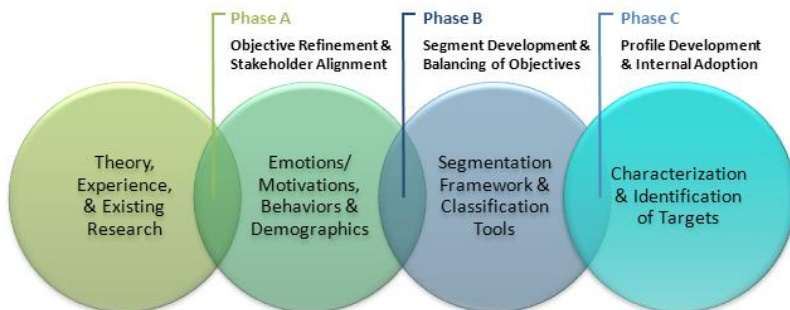 Phase A
Objective Refinement &
Stakeholder Alignment
Phase B
Segment Development &
Balancing of Objectives
Phase C
Profile Development
& Internal Adoption
Theory,
Experience,
& Existing
Research
Emotions/
Motivations,
Behaviors &
Demographics
Segmentation
Framework &
Classification
Tools
Characterization
& Identification
of Targets